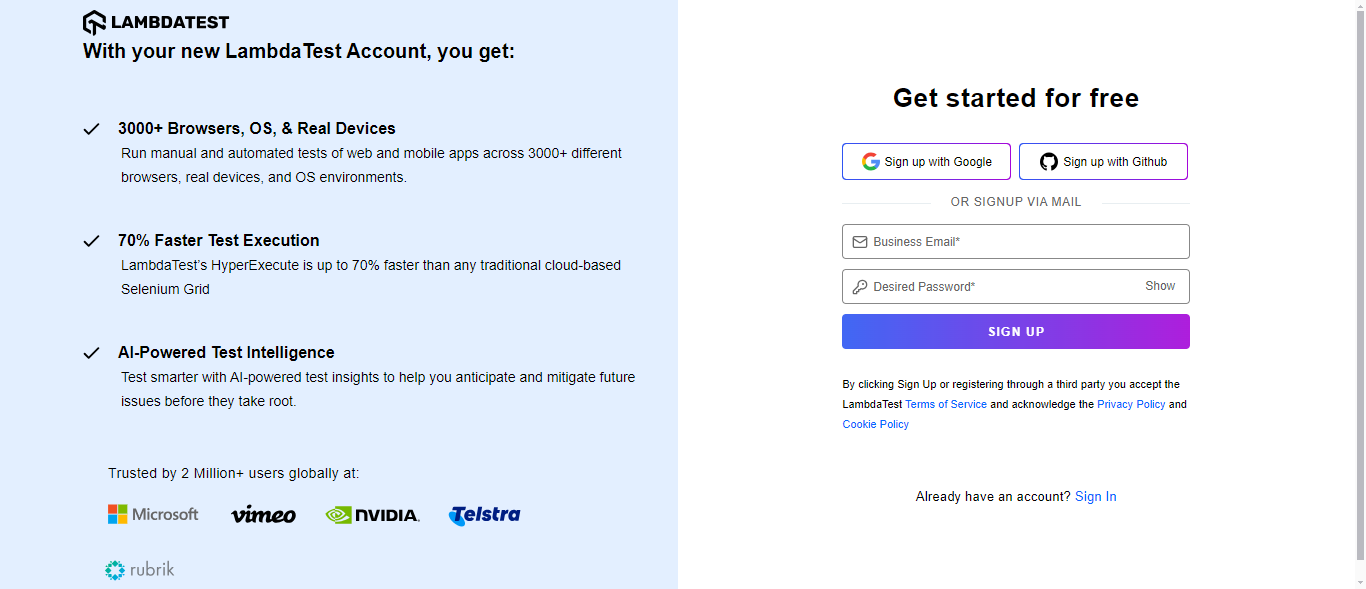 LAMBDATEST
With your new LambdaTest Account, you get:
3000+ Browsers, OS, & Real Devices
Run manual and automated tests of web and mobile apps across 3000+ different
browsers, real devices, and OS environments.
70% Faster Test Execution
LambdaTest’s HyperExecute is up to 70% faster than any traditional cloud-based
Selenium Grid
AI-Powered Test Intelligence
Test smarter with AI-powered test insights to help you anticipate and mitigate future
issues before they take root.
Trusted by 2 Million+ users globally at:
Microsoft vimeo NVIDIA. Telstra
rubrik
Get started for free
Sign up with Google Sign up with Github
OR SIGNUP VIA MAIL
Business Email*
Desired Password* Show
SIGN UP
By clicking Sign Up or registering through a third party you accept the
LambdaTest Terms of Service and acknowledge the Privacy Policy and
Cookie Policy
Already have an account? Sign In